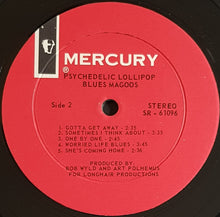 MERCURY
®
PSYCHEDELIC LOLLIPOP
BLUES MAGOOS
Side 2
STEREO
SR - 61096
1. GOTTA GET AWAY - 2:35
2. SOMETIMES I THINK ABOUT - 3:35
3. ONE BY ONE - 2:45
4. WORRIED LIFE BLUES - 3:45
5. SHE'S COMING HOME - 2:36
PRODUCED BY
BOB WYLD AND ART POLHEMUS
FOR LONGHAIR PRODUCTIONS